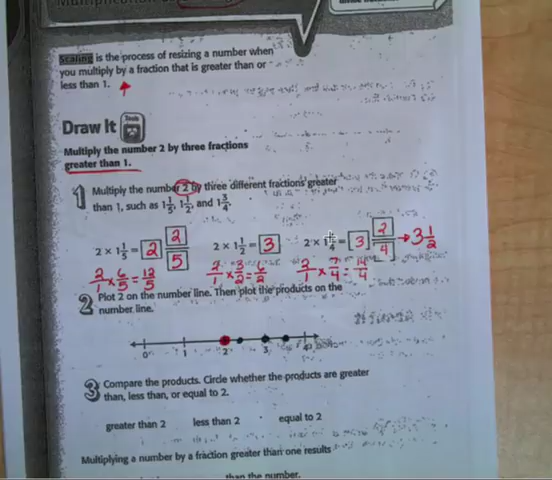 Scaling is the process of resizing a number when
you multiply by a fraction that is greater than or
less than 1.
Draw It
Tools
Multiply the number 2 by three fractions
greater than 1.
1 Multiply the number 2 by three different fractions greater
than 1, such as 1 1/5, 1 1/2, and 1 3/4.
2 × 1 1/5 = 2 2/5 2 × 1 1/2 = 3 2 × 1 3/4 = 3 2/4 → 3 1/2
2/1 × 6/5 = 12/5 2/1 × 3/2 = 6/2 2/1 × 7/4 = 14/4
2 Plot 2 on the number line. Then plot the products on the
number line.
0 1 2 3 4
3 Compare the products. Circle whether the products are greater
than, less than, or equal to 2.
greater than 2 less than 2 equal to 2
Multiplying a number by a fraction greater than one results
than the number.